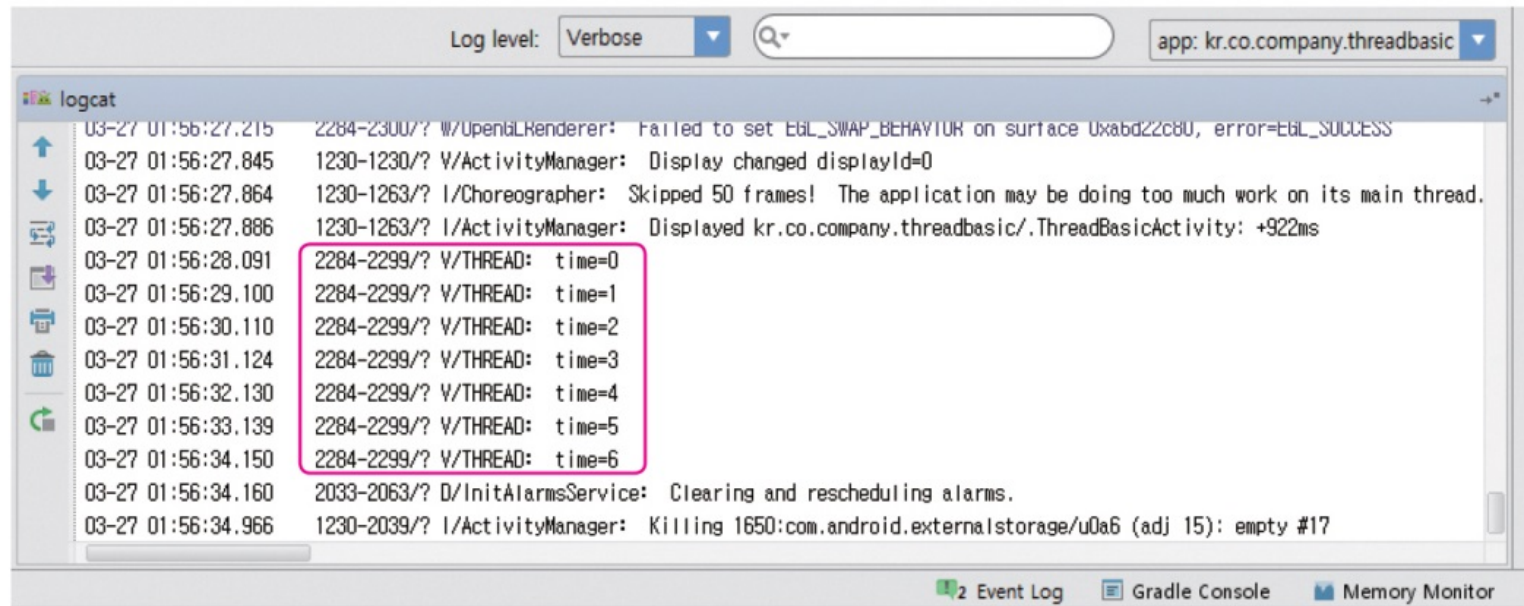 Log level: Verbose app: kr.co.company.threadbasic
logcat
03-27 01:56:27.215 2284-2300/? W/OpenGLRenderer: Failed to set EGL_SWAP_BEHAVIOR on surface 0xa6d22c80, error=EGL_SUCCESS
03-27 01:56:27.845 1230-1230/? V/ActivityManager: Display changed displayId=0
03-27 01:56:27.864 1230-1263/? I/Choreographer: Skipped 50 frames! The application may be doing too much work on its main thread.
03-27 01:56:27.886 1230-1263/? I/ActivityManager: Displayed kr.co.company.threadbasic/.ThreadBasicActivity: +922ms
03-27 01:56:28.091 2284-2299/? V/THREAD: time=0
03-27 01:56:29.100 2284-2299/? V/THREAD: time=1
03-27 01:56:30.110 2284-2299/? V/THREAD: time=2
03-27 01:56:31.124 2284-2299/? V/THREAD: time=3
03-27 01:56:32.130 2284-2299/? V/THREAD: time=4
03-27 01:56:33.139 2284-2299/? V/THREAD: time=5
03-27 01:56:34.150 2284-2299/? V/THREAD: time=6
03-27 01:56:34.160 2033-2063/? D/InitAlarmsService: Clearing and rescheduling alarms.
03-27 01:56:34.966 1230-2039/? I/ActivityManager: Killing 1650:com.android.externalstorage/u0a6 (adj 15): empty #17
2 Event Log Gradle Console Memory Monitor